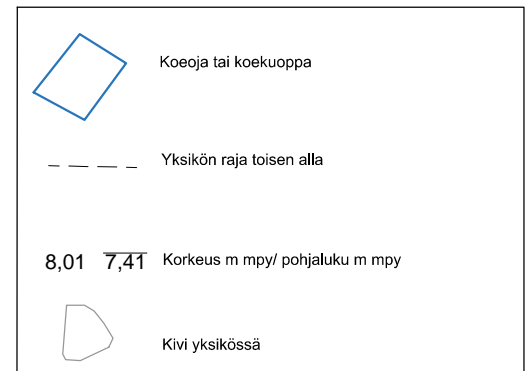 Koeoja tai koekuoppa
Yksikön raja toisen alla
8,01 7,41 Korkeus m mpy/ pohjaluku m mpy
Kivi yksikössä